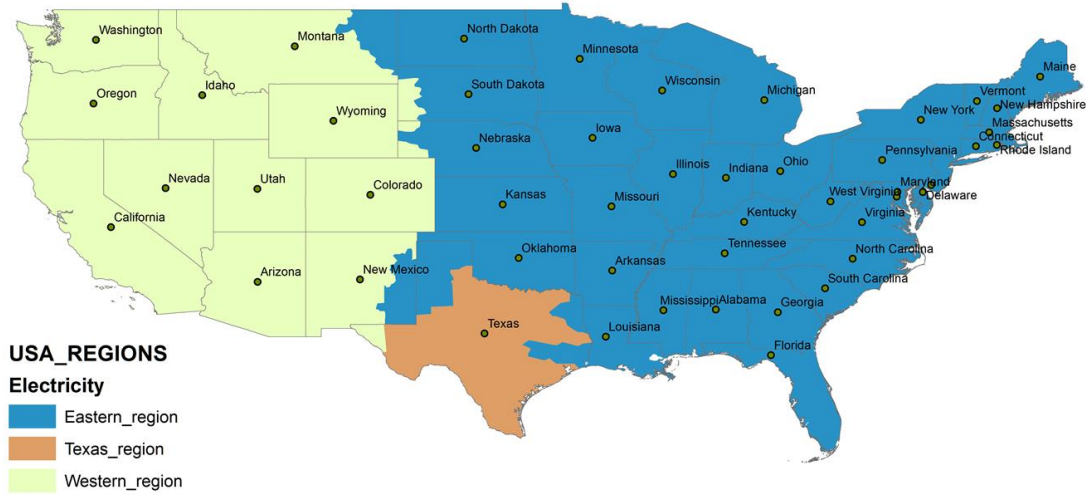 Washington
Montana
North Dakota
Minnesota
Maine
Oregon
Idaho
South Dakota
Wisconsin
Michigan
Vermont
New Hampshire
Wyoming
New York
Massachusetts
Nebraska
Iowa
Connecticut
Rhode Island
Pennsylvania
Illinois
Indiana
Ohio
Nevada
Utah
Colorado
Kansas
Missouri
West Virginia
Maryland
Delaware
California
Kentucky
Virginia
Oklahoma
Tennessee
North Carolina
Arizona
New Mexico
Arkansas
South Carolina
Mississippi
Alabama
Georgia
Texas
Louisiana
Florida
USA_REGIONS
Electricity
Eastern_region
Texas_region
Western_region